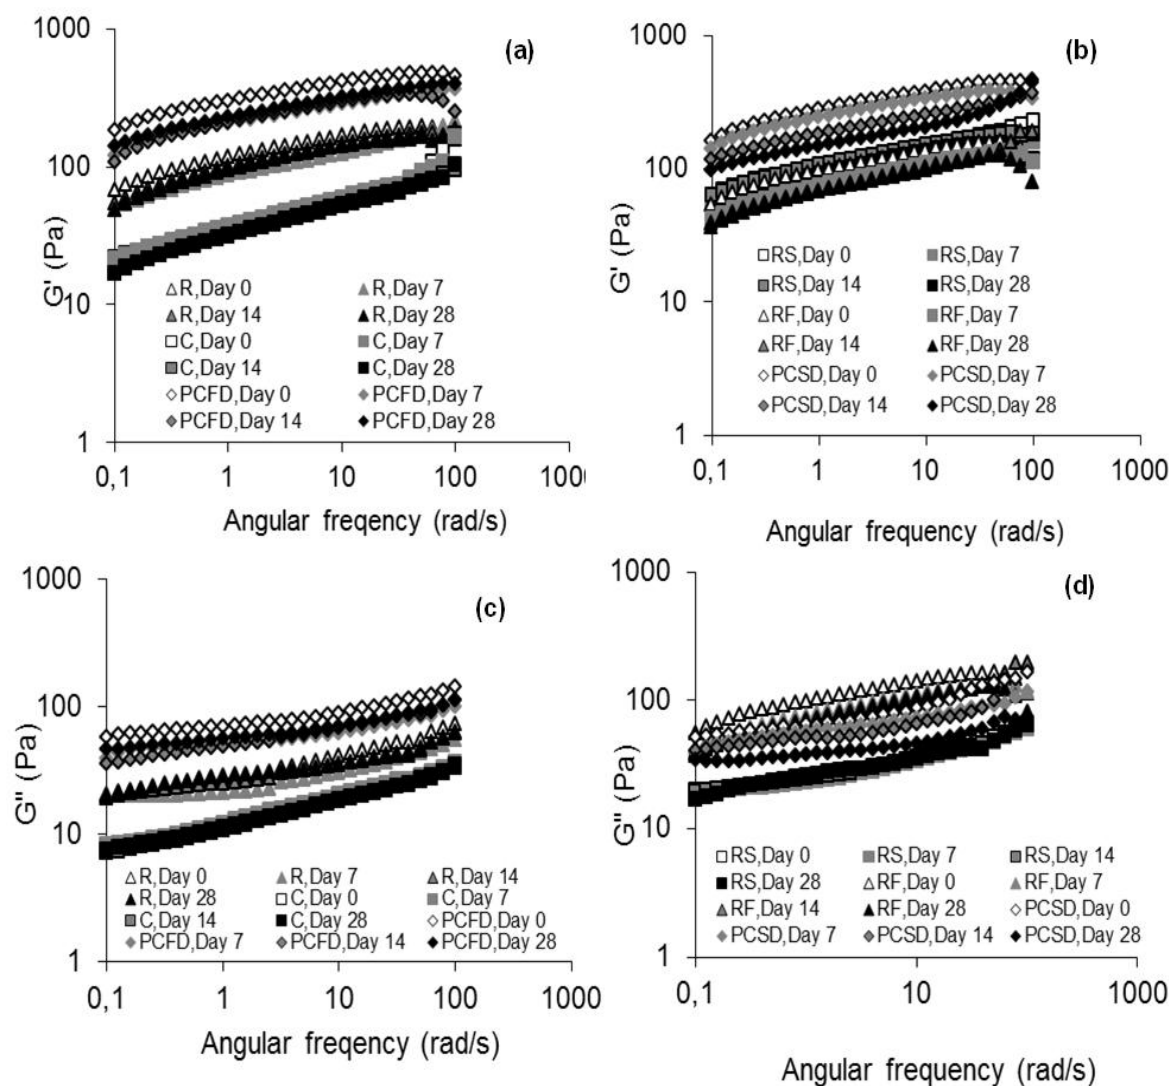 1000
(a)
100
G' (Pa)
10
1
R,Day 0 R,Day 7
R,Day 14 R,Day 28
C,Day 0 C,Day 7
C,Day 14 C,Day 28
PCFD,Day 0 PCFD,Day 7
PCFD,Day 14 PCFD,Day 28
0,1 1 10 100 1000
Angular freqency (rad/s)
1000
(b)
100
G' (Pa)
10
1
RS,Day 0 RS,Day 7
RS,Day 14 RS,Day 28
RF,Day 0 RF,Day 7
RF,Day 14 RF,Day 28
PCSD,Day 0 PCSD,Day 7
PCSD,Day 14 PCSD,Day 28
0,1 1 10 100 1000
Angular frequency (rad/s)
1000
(c)
100
G" (Pa)
10
1
R,Day 0 R,Day 7 R,Day 14
R,Day 28 C,Day 0 C,Day 7
C,Day 14 C,Day 28 PCFD,Day 0
PCFD,Day 7 PCFD,Day 14 PCFD,Day 28
0,1 1 10 100 1000
Angular freqency (rad/s)
1000
(d)
100
G" (Pa)
10
1
RS,Day 0 RS,Day 7 RS,Day 14
RS,Day 28 RF,Day 0 RF,Day 7
RF,Day 14 RF,Day 28 PCSD,Day 0
PCSD,Day 7 PCSD,Day 14 PCSD,Day 28
0,1 10 1000
Angular frequency (rad/s)